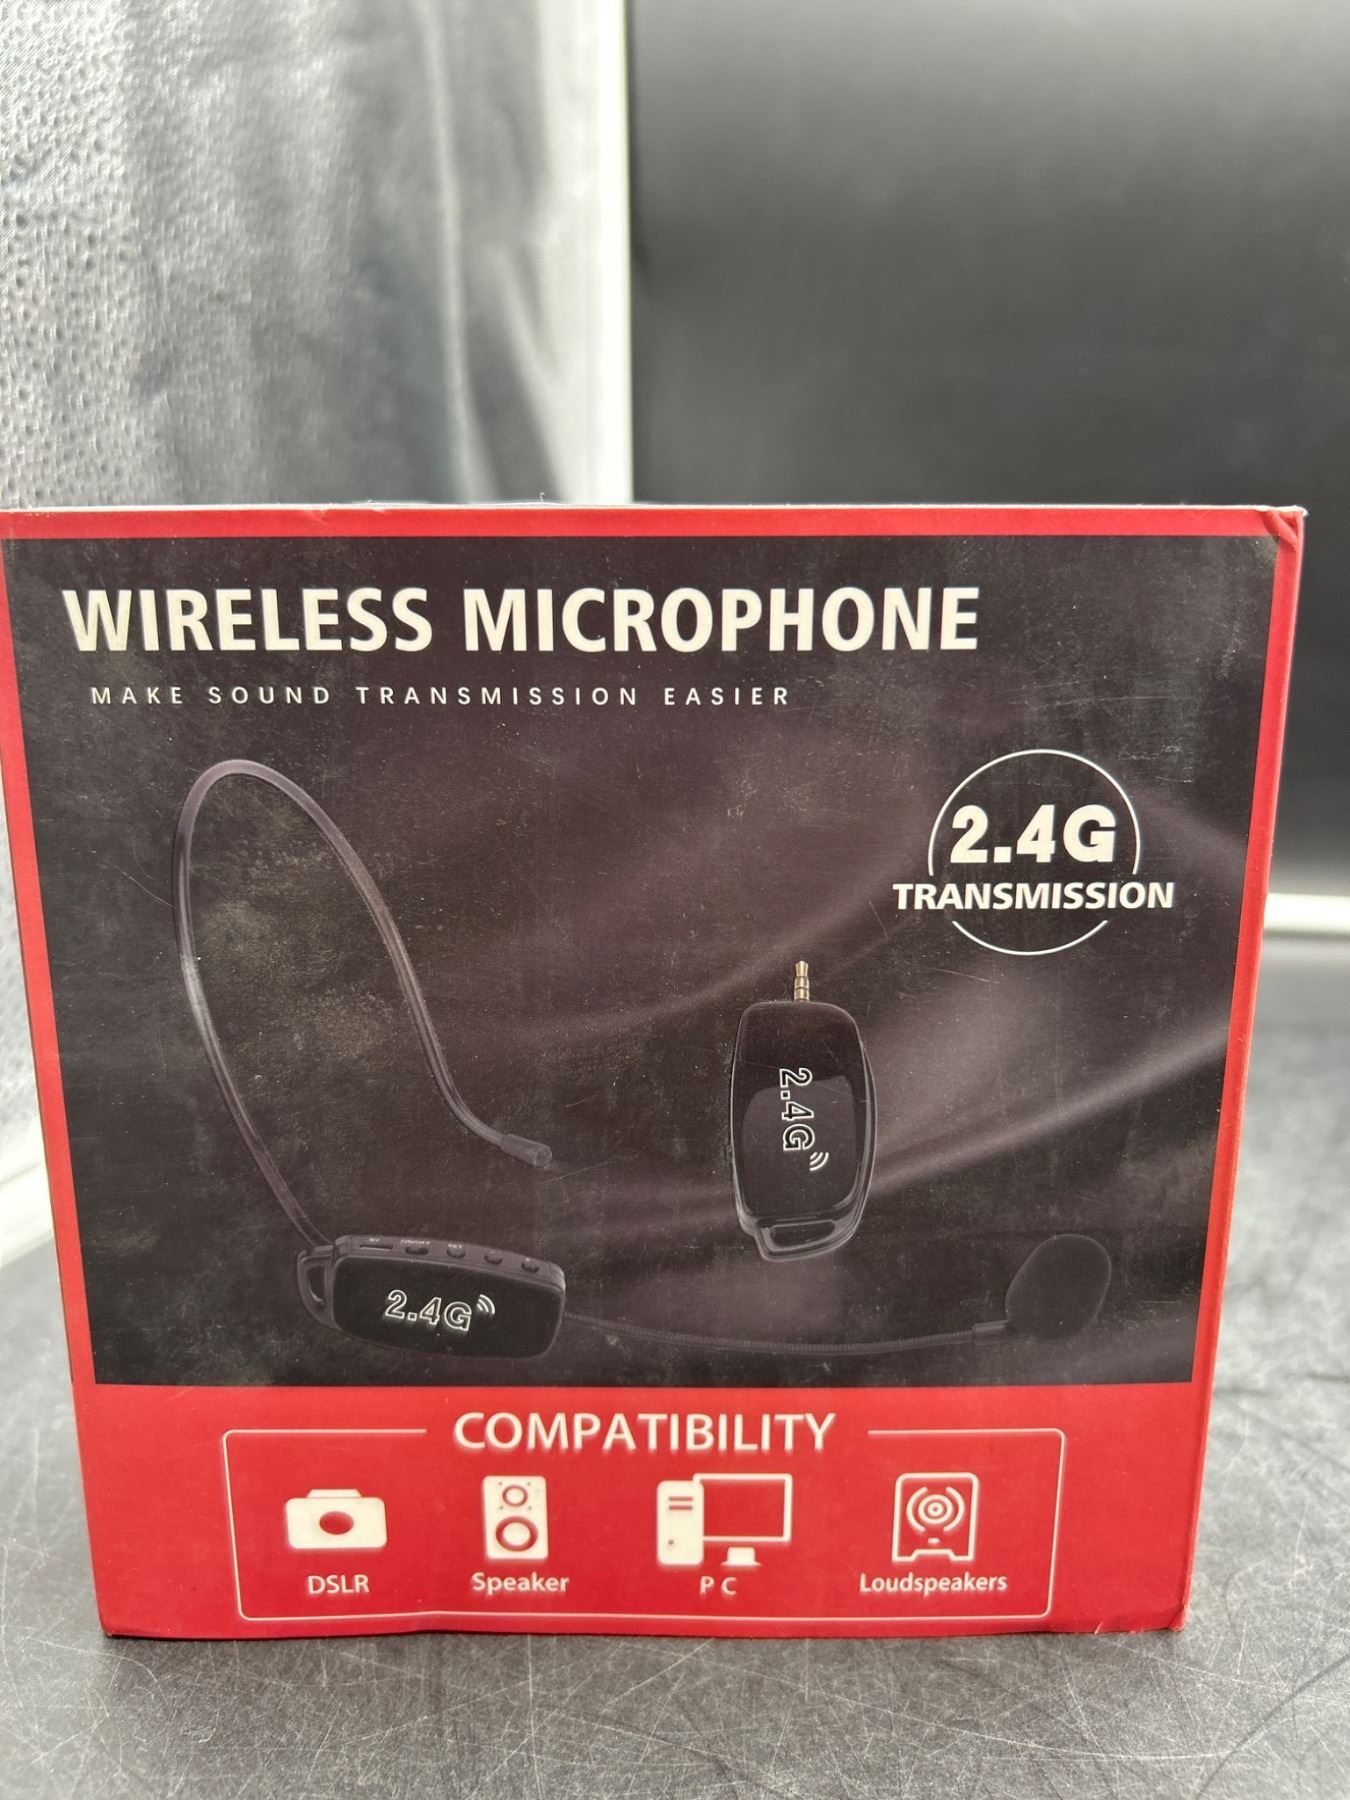 WIRELESS MICROPHONE
MAKE SOUND TRANSMISSION EASIER
2.4G
TRANSMISSION
2.4G
2.4G
COMPATIBILITY
DSLR
Speaker
PC
Loudspeakers